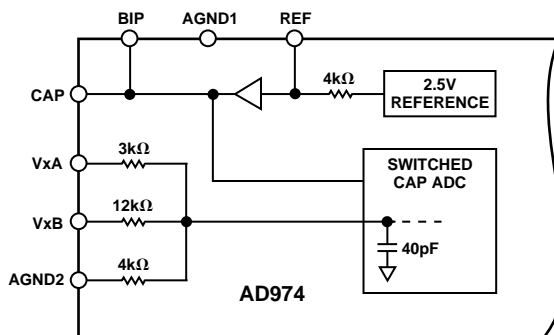 BIP
AGND1
REF
CAP
4kΩ
2.5V
REFERENCE
VxA
3kΩ
SWITCHED
CAP ADC
VxB
12kΩ
40pF
AGND2
4kΩ
AD974